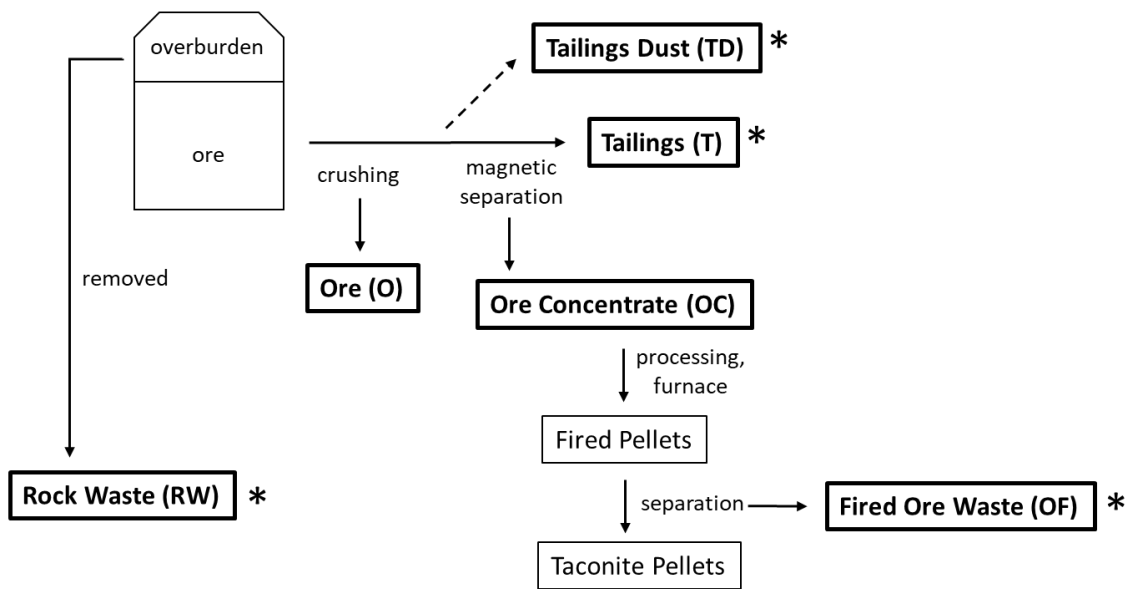 overburden
Tailings Dust (TD) *
ore
Tailings (T) *
crushing
magnetic
separation
removed
Ore (O)
Ore Concentrate (OC)
processing,
furnace
Fired Pellets
Rock Waste (RW) *
separation
Fired Ore Waste (OF) *
Taconite Pellets